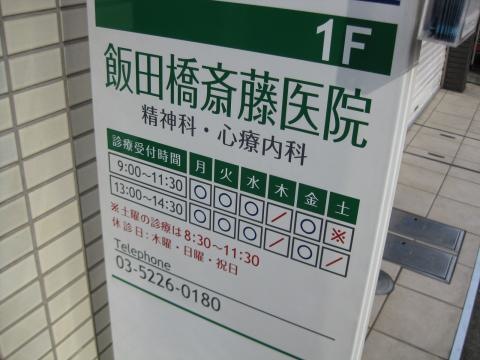 1F
飯田橋斎藤医院
精神科・心療内科
診療受付時間 月 火 水 木 金 土
9:00~11:30 ○ ○ ○ / ○ ※
13:00~14:30 ○ ○ ○ / ○ /
※土曜の診療は8:30~11:30
休診日:木曜・日曜・祝日
Telephone
03-5226-0180